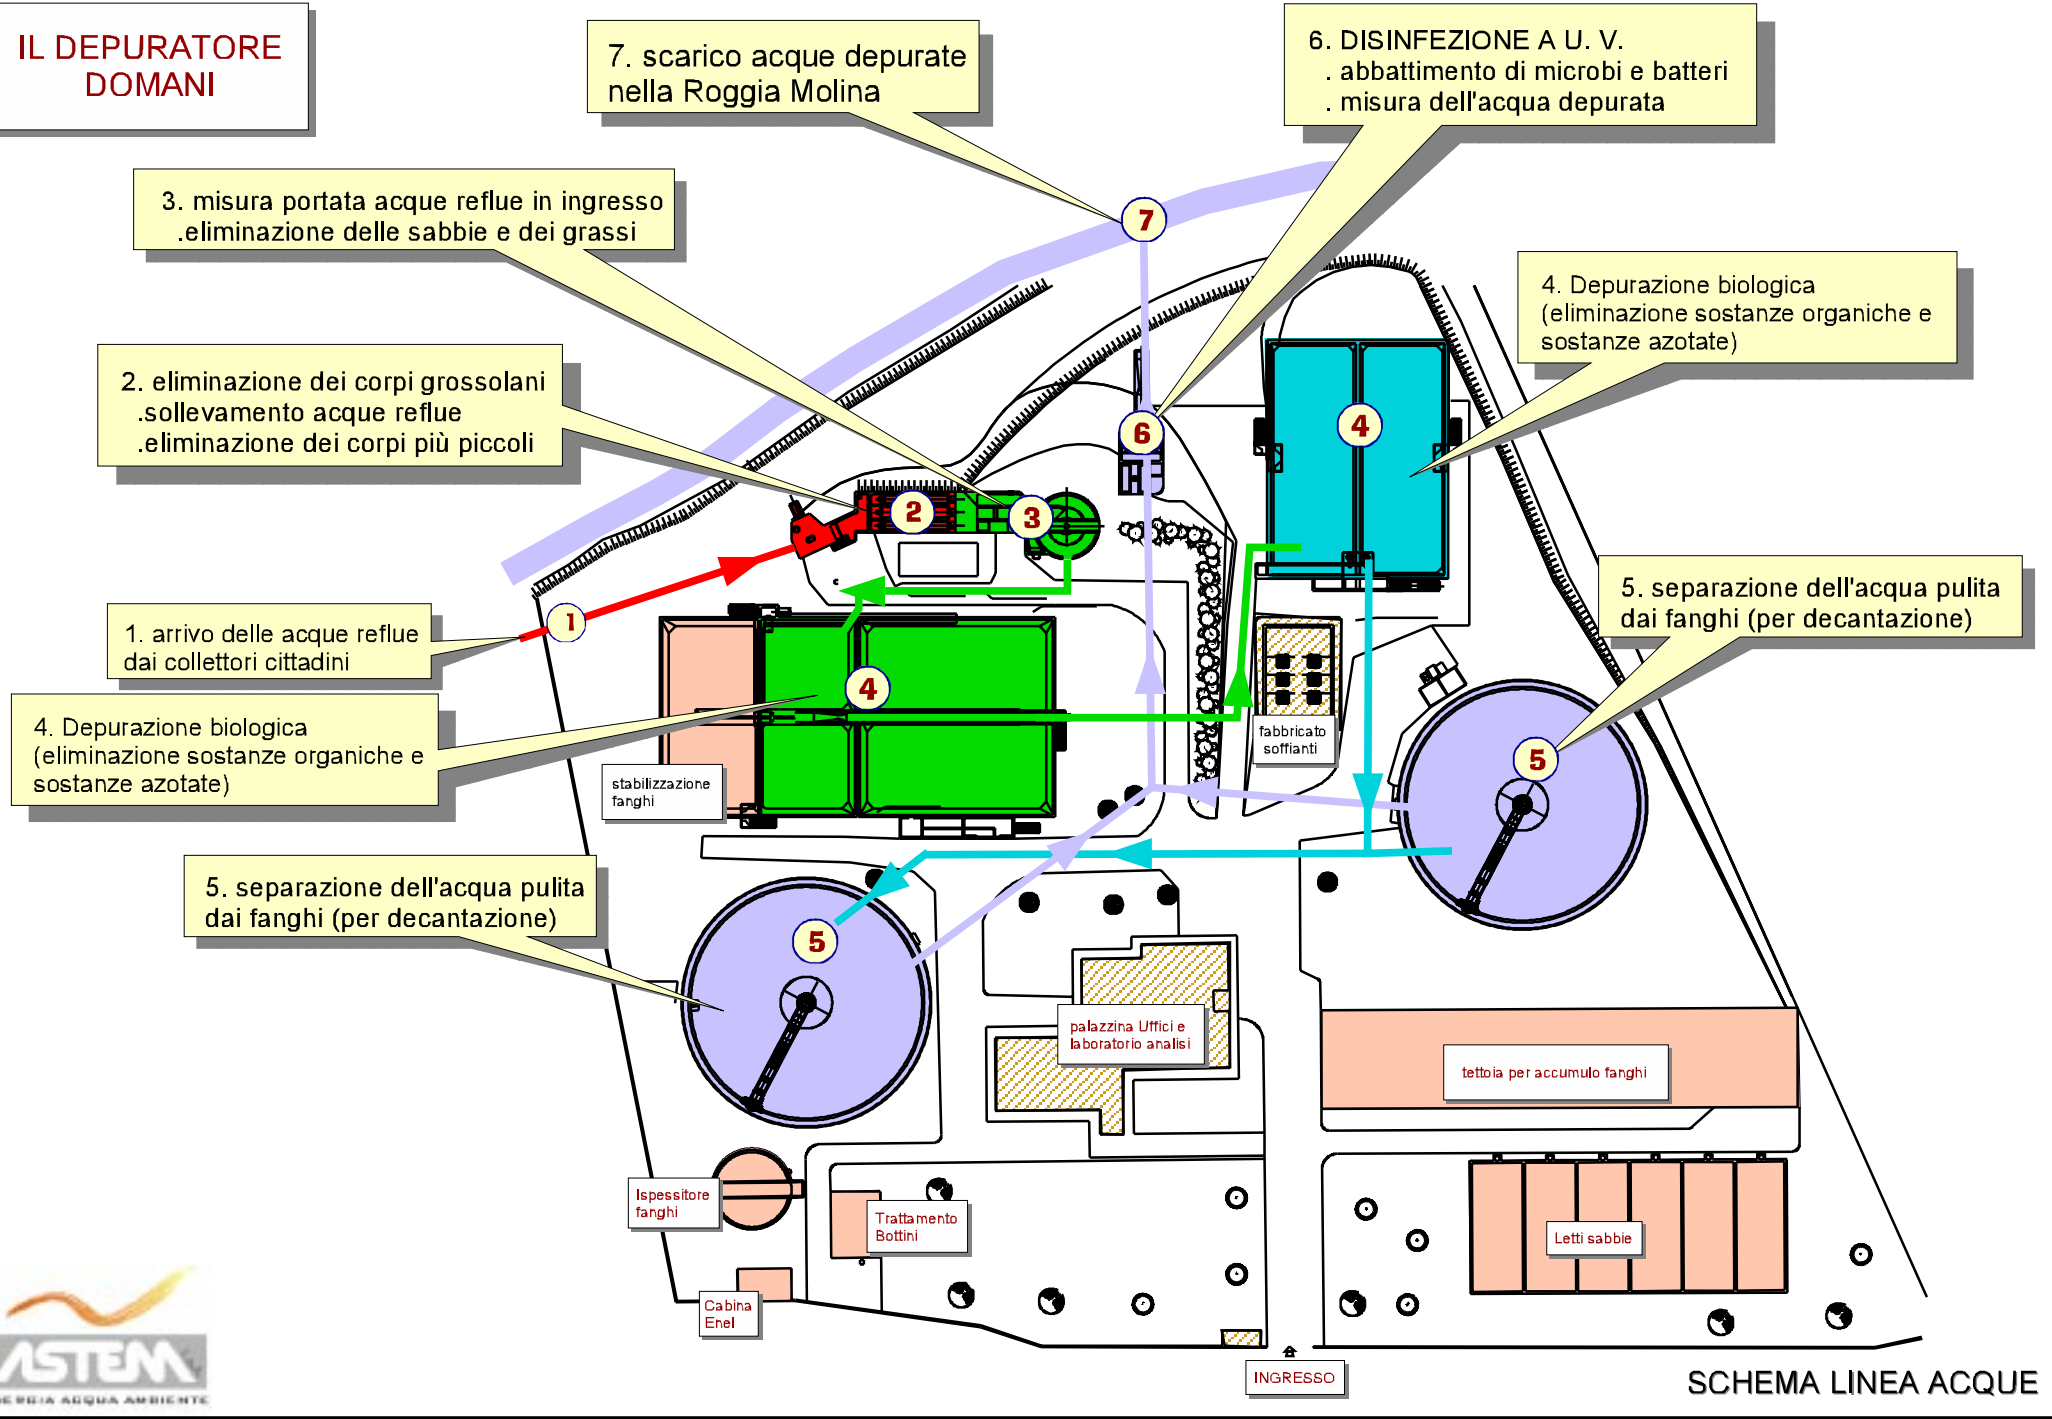 IL DEPURATORE
DOMANI
7. scarico acque depurate
nella Roggia Molina
6. DISINFEZIONE A U. V.
. abbattimento di microbi e batteri
. misura dell'acqua depurata
3. misura portata acque reflue in ingresso
.eliminazione delle sabbie e dei grassi
7
4. Depurazione biologica
(eliminazione sostanze organiche e
sostanze azotate)
2. eliminazione dei corpi grossolani
.sollevamento acque reflue
.eliminazione dei corpi più piccoli
6
4
2
3
5. separazione dell'acqua pulita
dai fanghi (per decantazione)
1
1. arrivo delle acque reflue
dai collettori cittadini
4
4. Depurazione biologica
(eliminazione sostanze organiche e
sostanze azotate)
fabbricato
soffianti
5
stabilizzazione
fanghi
5. separazione dell'acqua pulita
dai fanghi (per decantazione)
5
palazzina Uffici e
laboratorio analisi
tettoia per accumulo fanghi
Ispessitore
fanghi
Trattamento
Bottini
Letti sabbie
Cabina
Enel
ASTEM
ACQUA AMBIENTE
INGRESSO
SCHEMA LINEA ACQUE